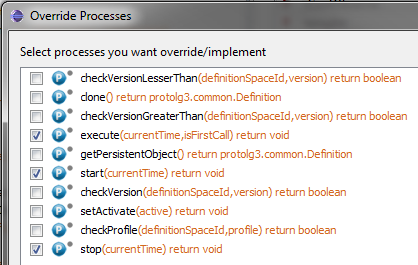 Override Processes
Select processes you want override/implement
checkVersionLesserThan(definitionSpaceId,version) return boolean
clone() return protolg3.common.Definition
checkVersionGreaterThan(definitionSpaceId,version) return boolean
execute(currentTime,isFirstCall) return void
getPersistentObject() return protolg3.common.Definition
start(currentTime) return void
checkVersion(definitionSpaceId,version) return boolean
setActivate(active) return void
checkProfile(definitionSpaceId,profile) return boolean
stop(currentTime) return void